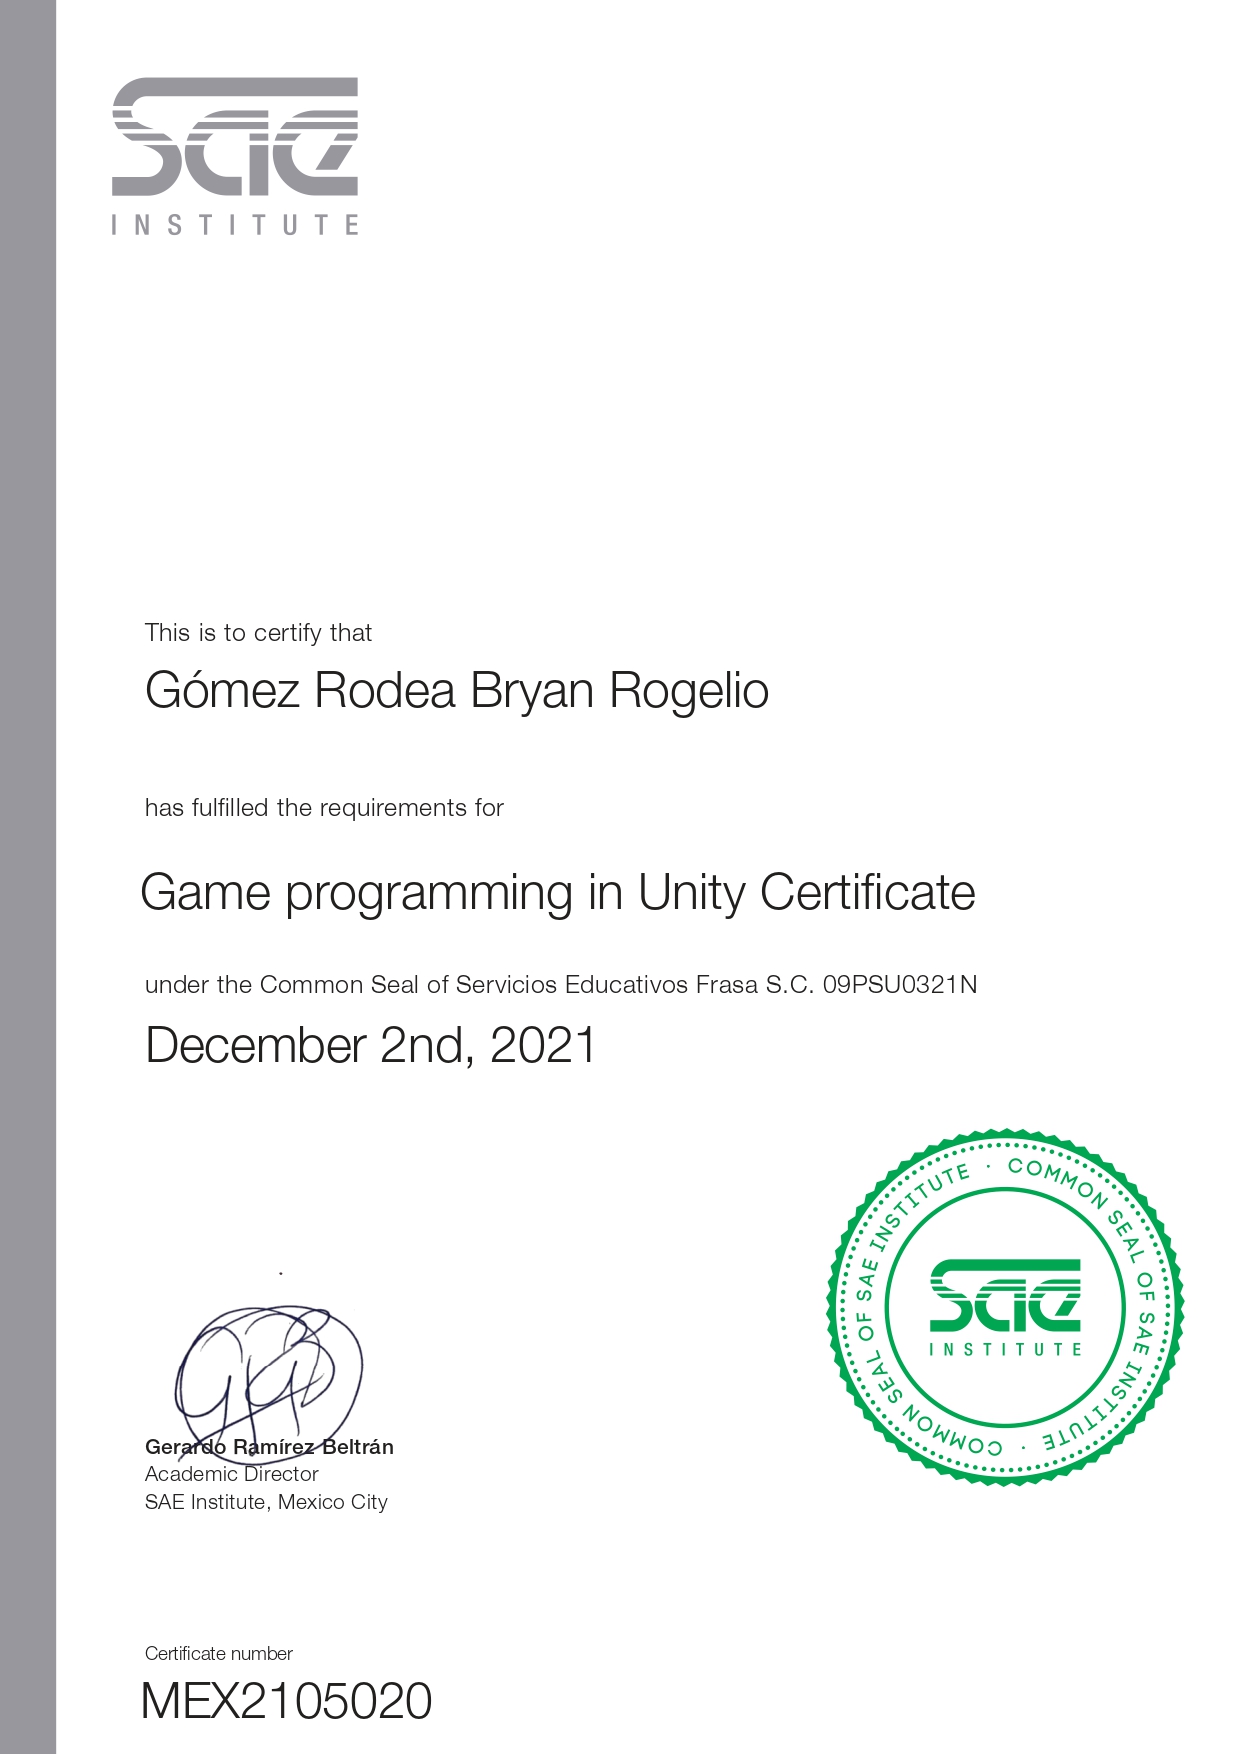 sae
INSTITUTE
This is to certify that
Gómez Rodea Bryan Rogelio
has fulfilled the requirements for
Game programming in Unity Certificate
under the Common Seal of Servicios Educativos Frasa S.C. 09PSU0321N
December 2nd, 2021
COMMON SEAL OF SAE INSTITUTE · COMMON SEAL OF SAE INSTITUTE ·
sae
INSTITUTE
Gerardo Ramírez Beltrán
Academic Director
SAE Institute, Mexico City
Certificate number
MEX2105020